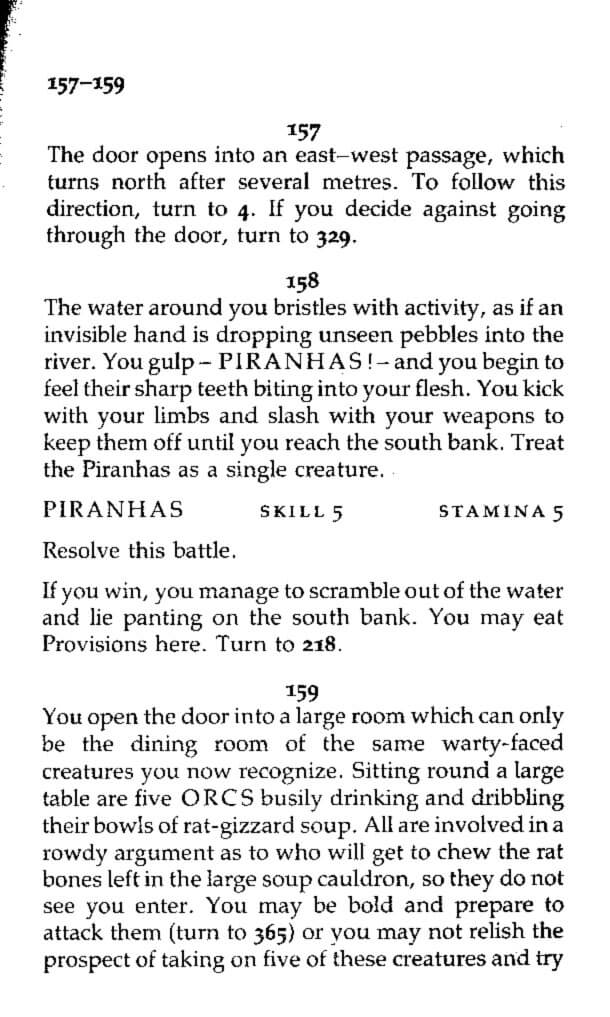 157–159
157
The door opens into an east–west passage, which
turns north after several metres. To follow this
direction, turn to 4. If you decide against going
through the door, turn to 329.
158
The water around you bristles with activity, as if an
invisible hand is dropping unseen pebbles into the
river. You gulp – PIRANHAS! – and you begin to
feel their sharp teeth biting into your flesh. You kick
with your limbs and slash with your weapons to
keep them off until you reach the south bank. Treat
the Piranhas as a single creature.
PIRANHAS SKILL 5 STAMINA 5
Resolve this battle.
If you win, you manage to scramble out of the water
and lie panting on the south bank. You may eat
Provisions here. Turn to 218.
159
You open the door into a large room which can only
be the dining room of the same warty-faced
creatures you now recognize. Sitting round a large
table are five ORCS busily drinking and dribbling
their bowls of rat-gizzard soup. All are involved in a
rowdy argument as to who will get to chew the rat
bones left in the large soup cauldron, so they do not
see you enter. You may be bold and prepare to
attack them (turn to 365) or you may not relish the
prospect of taking on five of these creatures and try